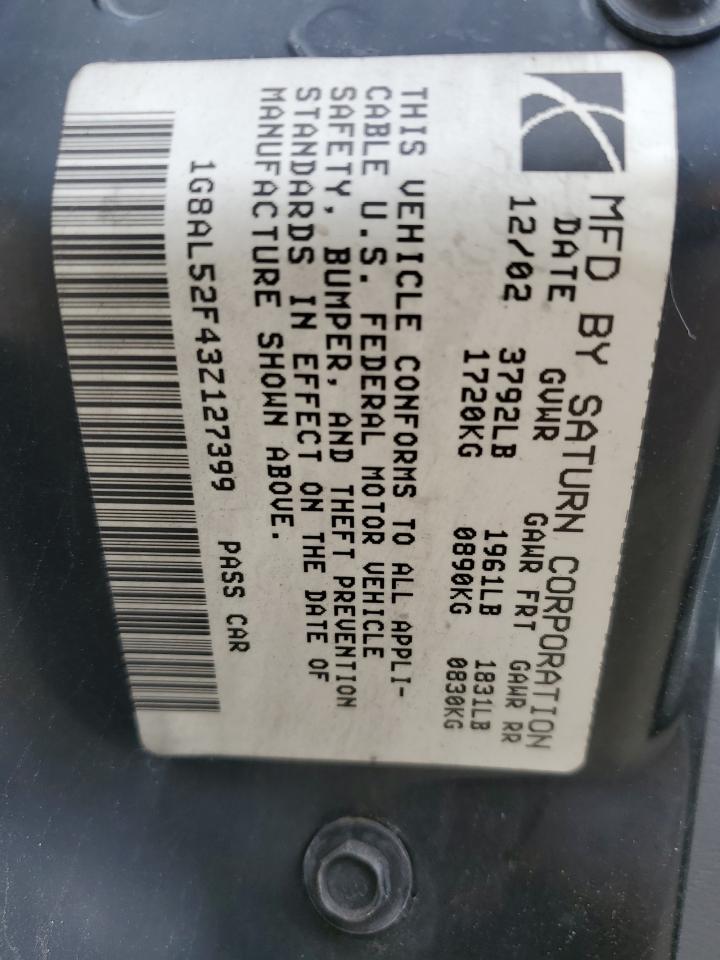 MFD BY SATURN CORPORATION
DATE GVWR GAWR FRT GAWR RR
12/02 3792LB 1961LB 1831LB
1720KG 0890KG 0830KG
THIS VEHICLE CONFORMS TO ALL APPLI-
CABLE U.S. FEDERAL MOTOR VEHICLE
SAFETY, BUMPER, AND THEFT PREVENTION
STANDARDS IN EFFECT ON THE DATE OF
MANUFACTURE SHOWN ABOVE.
1G8AL52F43Z127399 PASS CAR